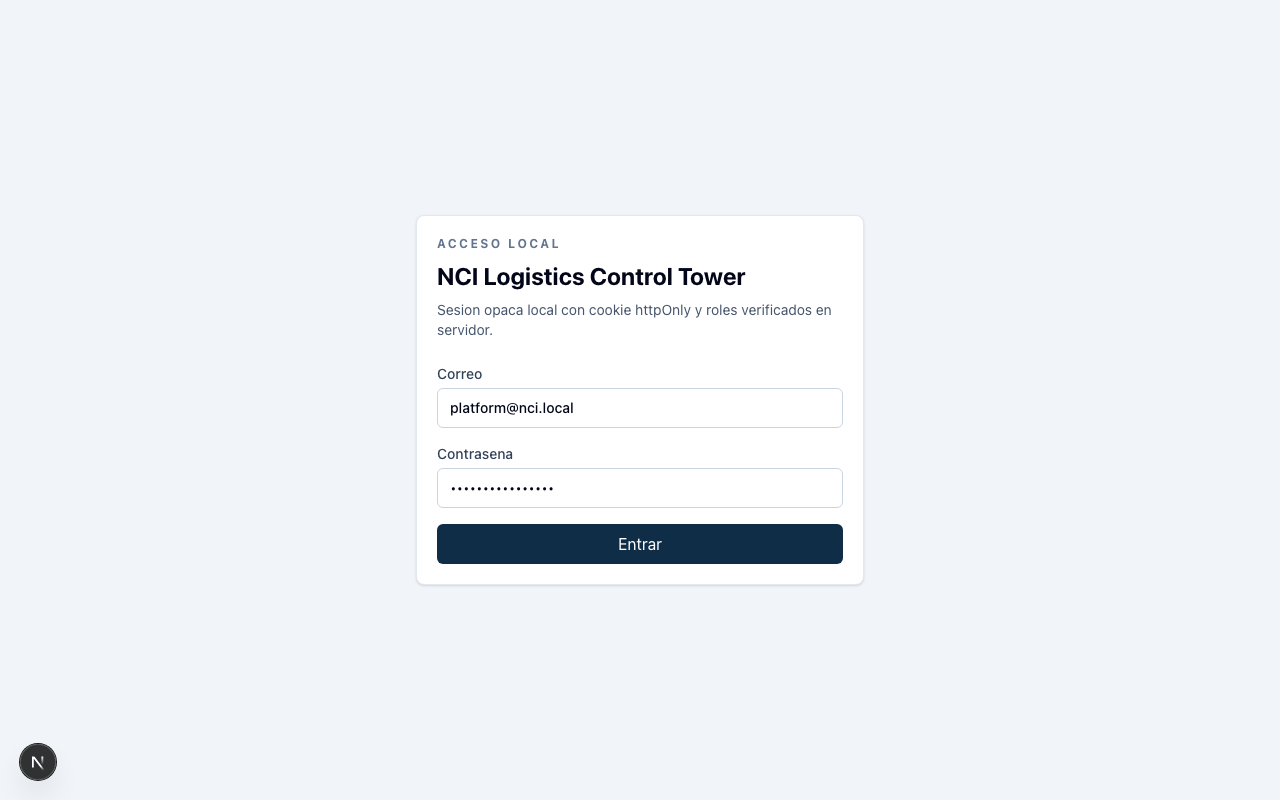 ACCESO LOCAL
NCI Logistics Control Tower
Sesion opaca local con cookie httpOnly y roles verificados en
servidor.
Correo
platform@nci.local
Contrasena
••••••••••••••••
Entrar
N